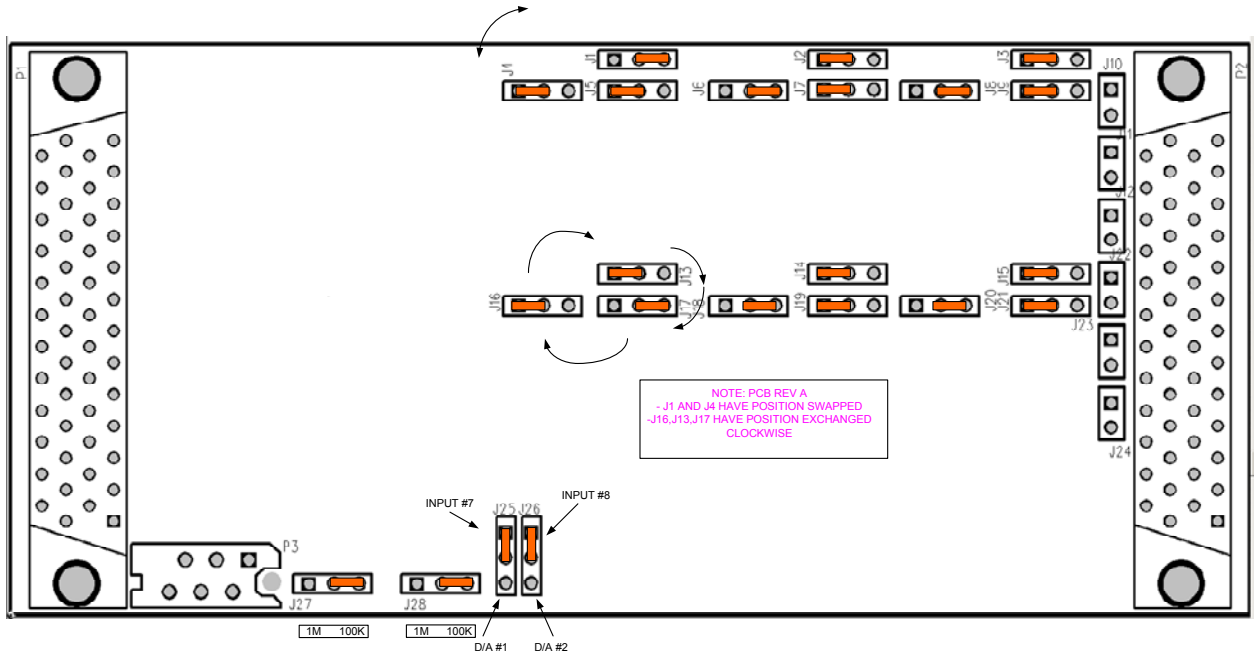 P1
P2
J1
J2
J3
J4
J5
J6
J7
J8
J9
J10
J11
J12
J13
J14
J15
J16
J17
J18
J19
J20
J21
J22
J23
J24
NOTE: PCB REV A
- J1 AND J4 HAVE POSITION SWAPPED
-J16,J13,J17 HAVE POSITION EXCHANGED
CLOCKWISE
INPUT #7
J25
J26
INPUT #8
P3
J27
J28
1M 100K
1M 100K
D/A #1
D/A #2